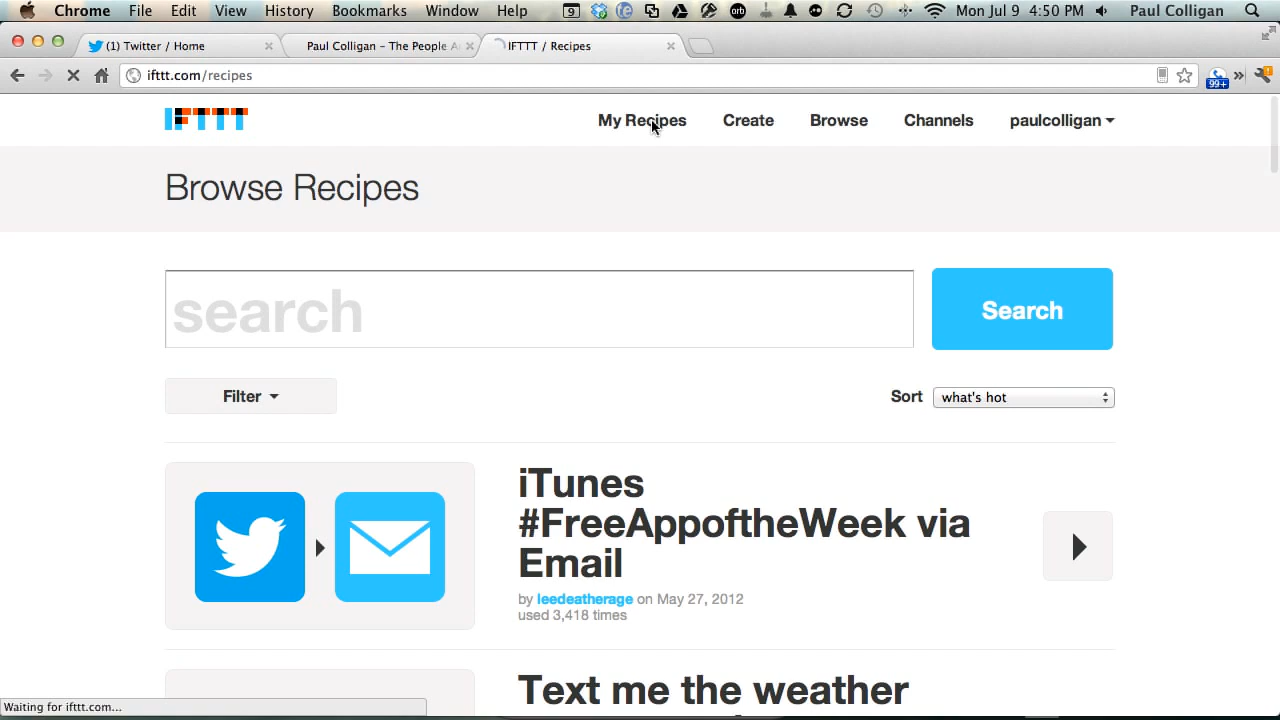 Chrome File Edit View History Bookmarks Window Help 9 Mon Jul 9 4:50 PM Paul Colligan
(1) Twitter / Home
Paul Colligan - The People A
IFTTT / Recipes
ifttt.com/recipes
99+
IFTTT
My Recipes Create Browse Channels paulcolligan
Browse Recipes
search
Search
Filter
Sort what's hot
iTunes
#FreeAppoftheWeek via
Email
by leedeatherage on May 27, 2012
used 3,418 times
Text me the weather
Waiting for ifttt.com...